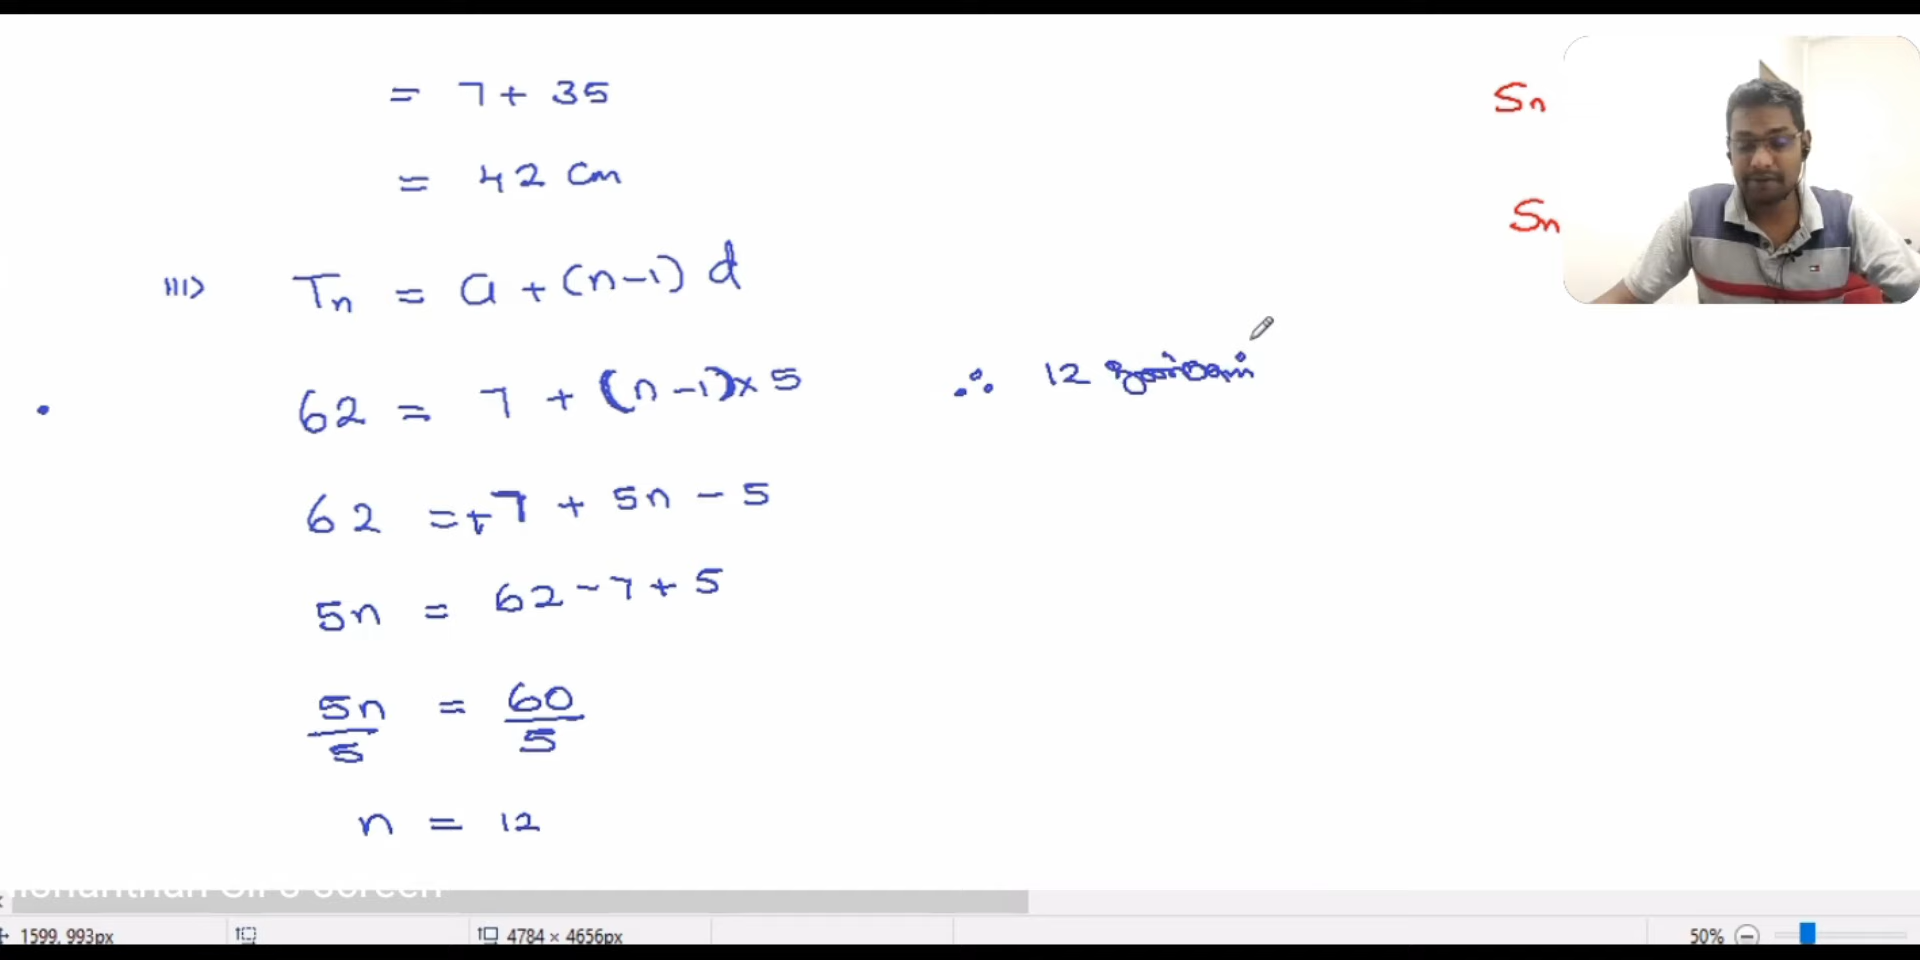 = 7 + 35
= 42 cm
Sn
Sn
III> Tn = a + (n-1) d
62 = 7 + (n-1) x 5
∴ 12
62 = +7 + 5n - 5
5n = 62 - 7 + 5
5n/5 = 60/5
n = 12
1599, 993px
4784 × 4656px
50%